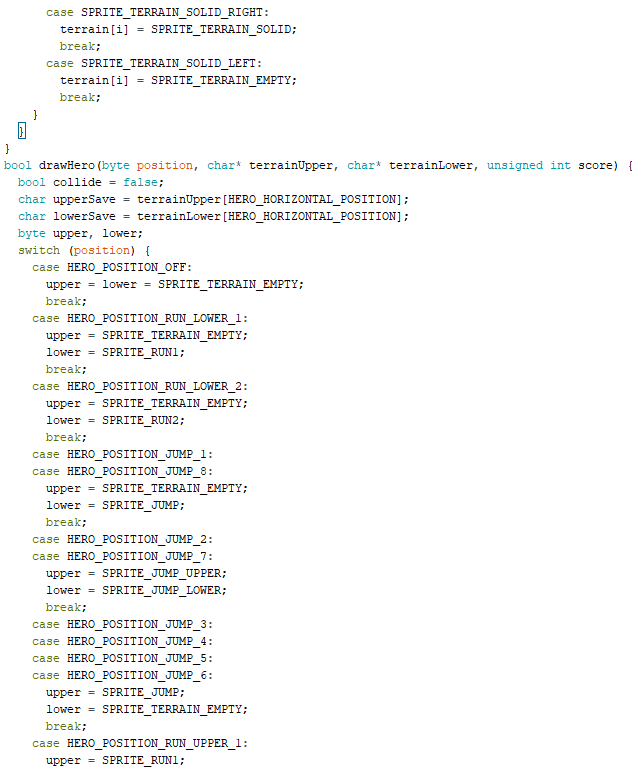 case SPRITE_TERRAIN_SOLID_RIGHT:
terrain[i] = SPRITE_TERRAIN_SOLID;
break;
case SPRITE_TERRAIN_SOLID_LEFT:
terrain[i] = SPRITE_TERRAIN_EMPTY;
break;
}
}
}
bool drawHero(byte position, char* terrainUpper, char* terrainLower, unsigned int score) {
bool collide = false;
char upperSave = terrainUpper[HERO_HORIZONTAL_POSITION];
char lowerSave = terrainLower[HERO_HORIZONTAL_POSITION];
byte upper, lower;
switch (position) {
case HERO_POSITION_OFF:
upper = lower = SPRITE_TERRAIN_EMPTY;
break;
case HERO_POSITION_RUN_LOWER_1:
upper = SPRITE_TERRAIN_EMPTY;
lower = SPRITE_RUN1;
break;
case HERO_POSITION_RUN_LOWER_2:
upper = SPRITE_TERRAIN_EMPTY;
lower = SPRITE_RUN2;
break;
case HERO_POSITION_JUMP_1:
case HERO_POSITION_JUMP_8:
upper = SPRITE_TERRAIN_EMPTY;
lower = SPRITE_JUMP;
break;
case HERO_POSITION_JUMP_2:
case HERO_POSITION_JUMP_7:
upper = SPRITE_JUMP_UPPER;
lower = SPRITE_JUMP_LOWER;
break;
case HERO_POSITION_JUMP_3:
case HERO_POSITION_JUMP_4:
case HERO_POSITION_JUMP_5:
case HERO_POSITION_JUMP_6:
upper = SPRITE_JUMP;
lower = SPRITE_TERRAIN_EMPTY;
break;
case HERO_POSITION_RUN_UPPER_1:
upper = SPRITE_RUN1;